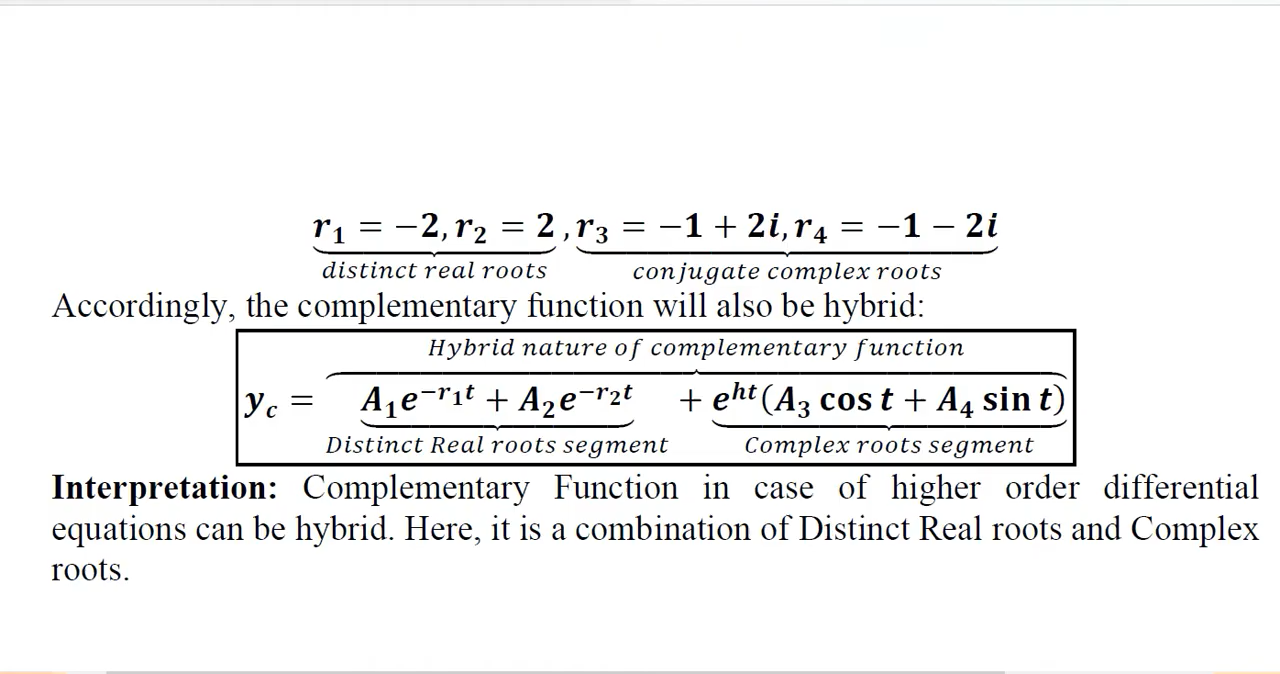 r₁ = −2, r₂ = 2 , r₃ = −1 + 2i, r₄ = −1 − 2i
distinct real roots conjugate complex roots
Accordingly, the complementary function will also be hybrid:
Hybrid nature of complementary function
y_c = A₁e^{−r₁t} + A₂e^{−r₂t} + e^{ht}(A₃ cos t + A₄ sin t)
Distinct Real roots segment Complex roots segment
Interpretation: Complementary Function in case of higher order differential
equations can be hybrid. Here, it is a combination of Distinct Real roots and Complex
roots.